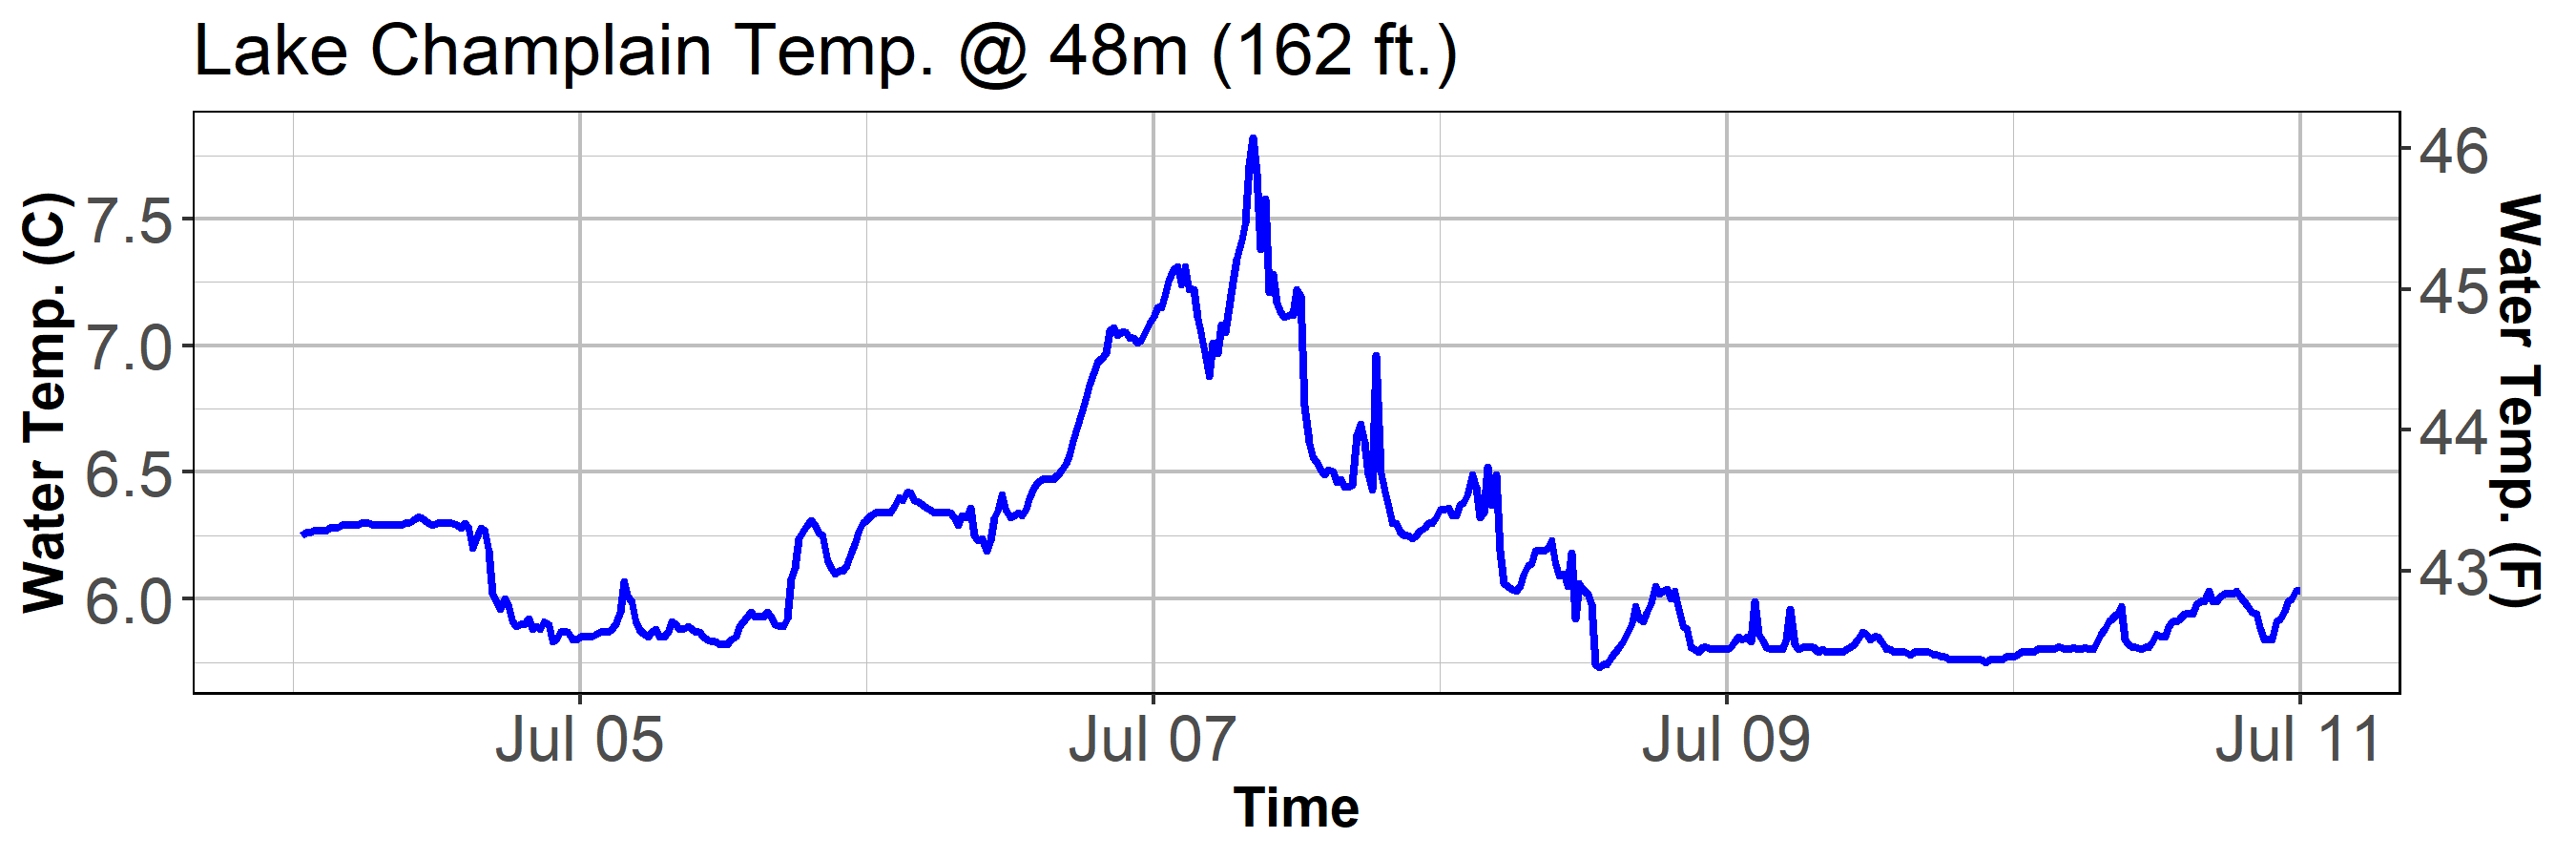 Lake Champlain Temp. @ 48m (162 ft.)
Water Temp. (C)
7.5
7.0
6.5
6.0
46
45
44
43
Water Temp. (F)
Jul 05 Jul 07 Jul 09 Jul 11
Time